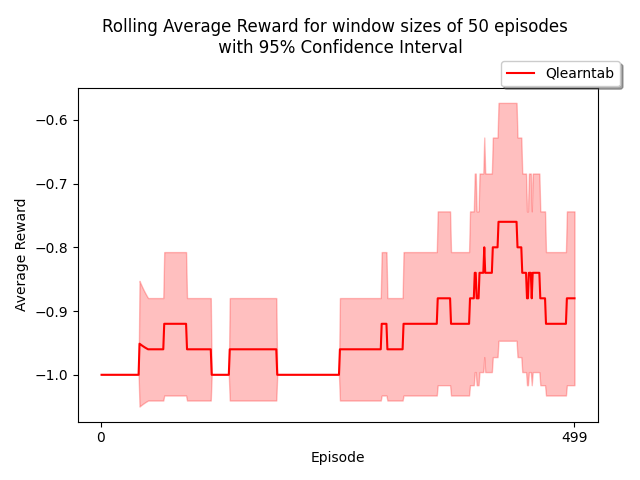 Rolling Average Reward for window sizes of 50 episodes
with 95% Confidence Interval
Qlearntab
−0.6
−0.7
−0.8
−0.9
−1.0
Average Reward
0
499
Episode